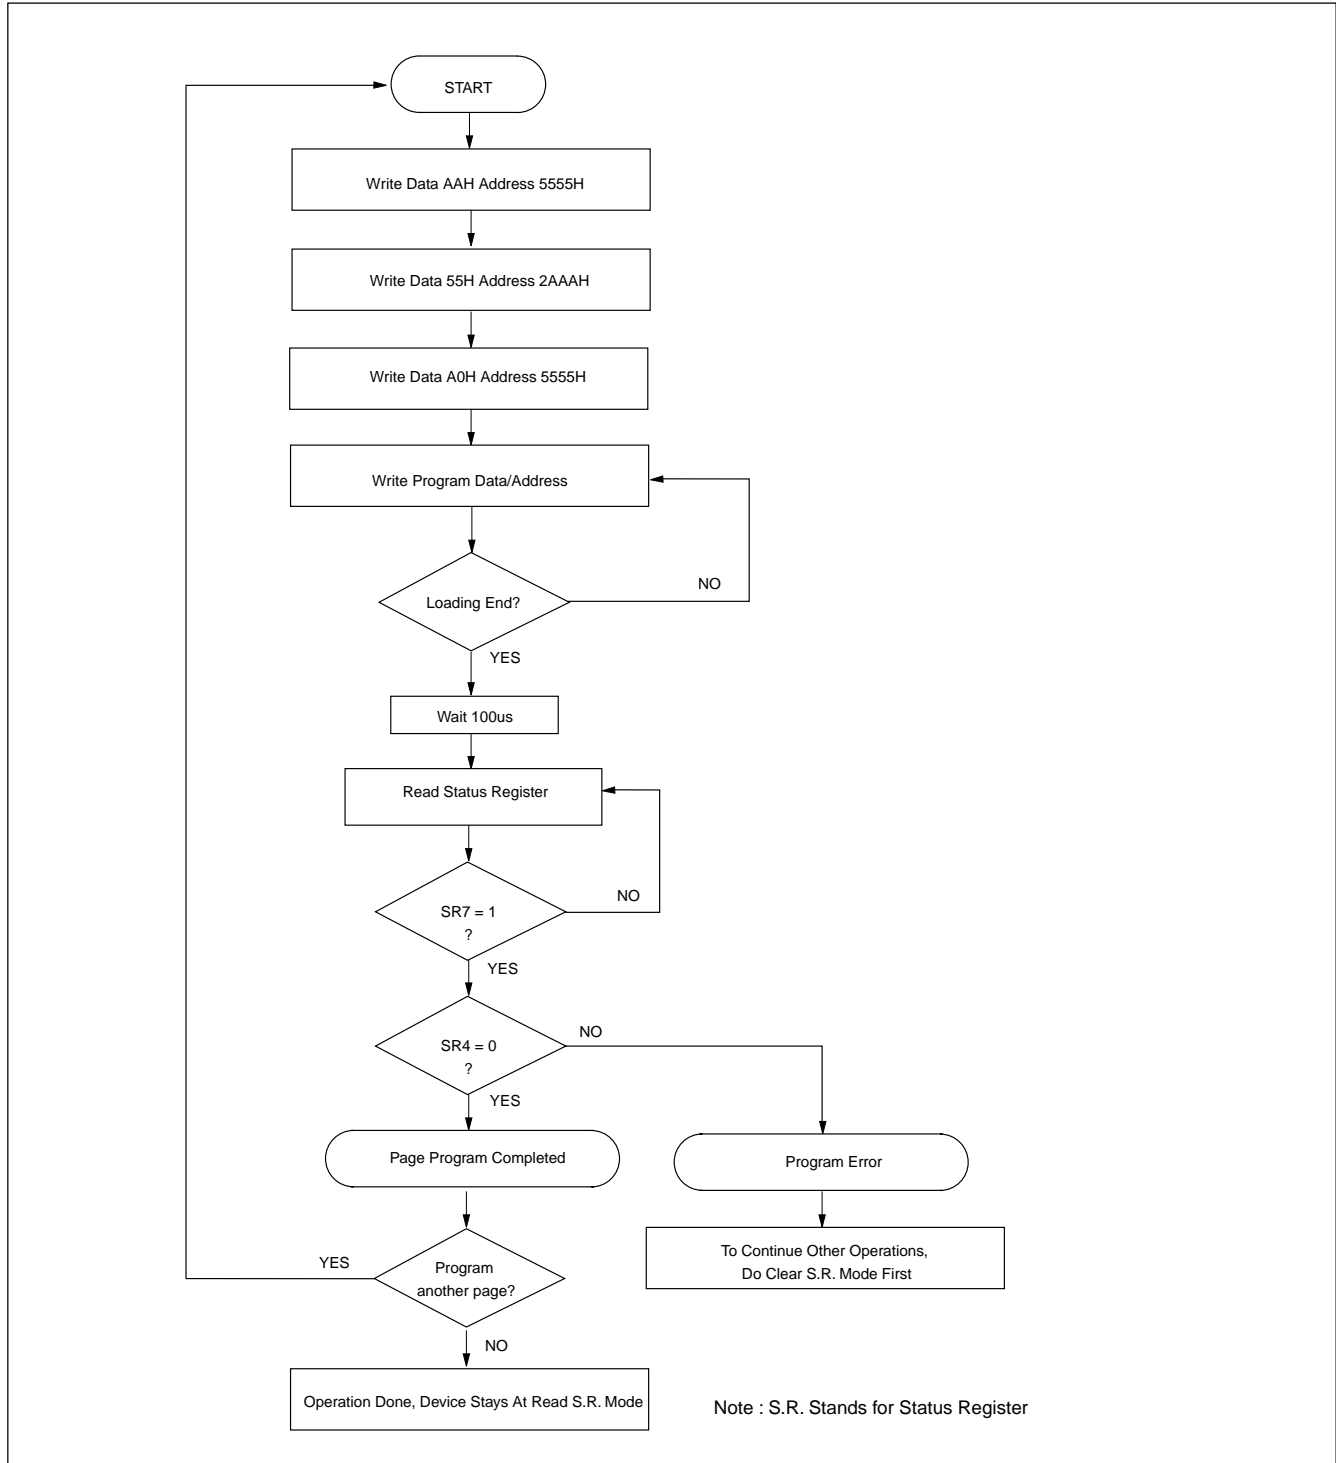 START
Write Data AAH Address 5555H
Write Data 55H Address 2AAAH
Write Data A0H Address 5555H
Write Program Data/Address
NO
Loading End?
YES
Wait 100us
Read Status Register
NO
SR7 = 1
?
YES
NO
SR4 = 0
?
YES
Page Program Completed
Program Error
YES
Program
another page?
To Continue Other Operations,
Do Clear S.R. Mode First
NO
Operation Done, Device Stays At Read S.R. Mode
Note : S.R. Stands for Status Register